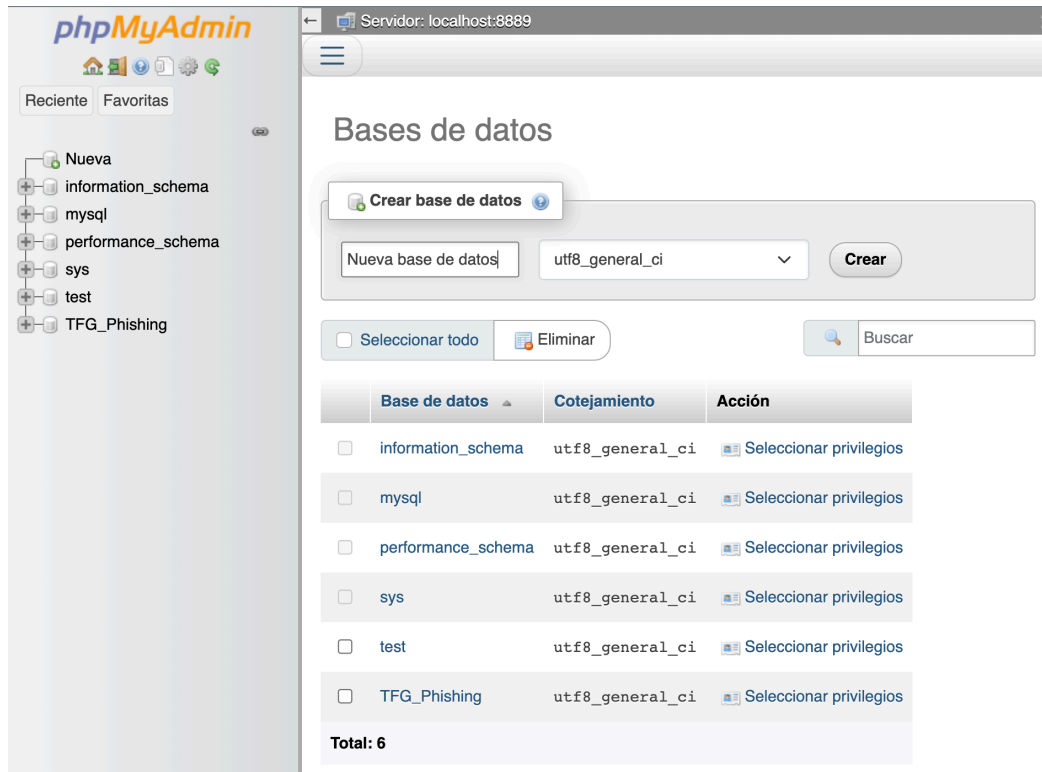 phpMyAdmin
Reciente Favoritas
Nueva
information_schema
mysql
performance_schema
sys
test
TFG_Phishing
Servidor: localhost:8889
Bases de datos
Crear base de datos
Nueva base de datos utf8_general_ci Crear
Seleccionar todo Eliminar Buscar
Base de datos Cotejamiento Acción
information_schema utf8_general_ci Seleccionar privilegios
mysql utf8_general_ci Seleccionar privilegios
performance_schema utf8_general_ci Seleccionar privilegios
sys utf8_general_ci Seleccionar privilegios
test utf8_general_ci Seleccionar privilegios
TFG_Phishing utf8_general_ci Seleccionar privilegios
Total: 6